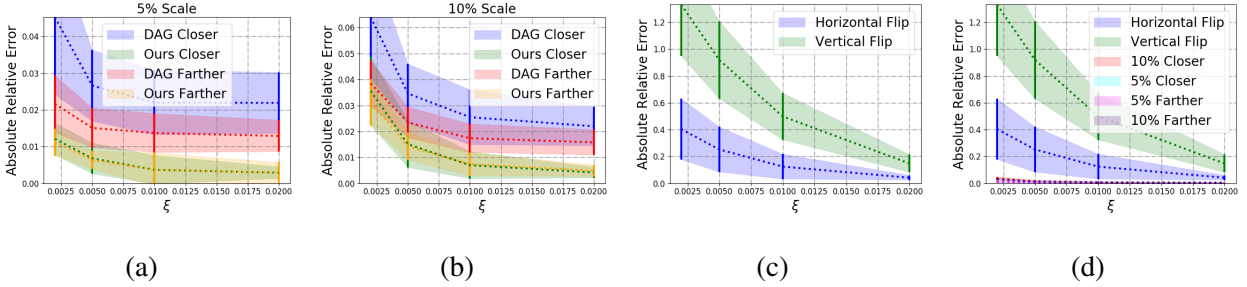 5% Scale
Absolute Relative Error
0.04
0.03
0.02
0.01
0.00
DAG Closer
Ours Closer
DAG Farther
Ours Farther
0.0025 0.0050 0.0075 0.0100 0.0125 0.0150 0.0175 0.0200
ξ
(a)
10% Scale
Absolute Relative Error
0.06
0.05
0.04
0.03
0.02
0.01
0.00
DAG Closer
Ours Closer
DAG Farther
Ours Farther
0.0025 0.0050 0.0075 0.0100 0.0125 0.0150 0.0175 0.0200
ξ
(b)
Absolute Relative Error
1.2
1.0
0.8
0.6
0.4
0.2
0.0
Horizontal Flip
Vertical Flip
0.0025 0.0050 0.0075 0.0100 0.0125 0.0150 0.0175 0.0200
ξ
(c)
Absolute Relative Error
1.2
1.0
0.8
0.6
0.4
0.2
0.0
Horizontal Flip
Vertical Flip
10% Closer
5% Closer
5% Farther
10% Farther
0.0025 0.0050 0.0075 0.0100 0.0125 0.0150 0.0175 0.0200
ξ
(d)